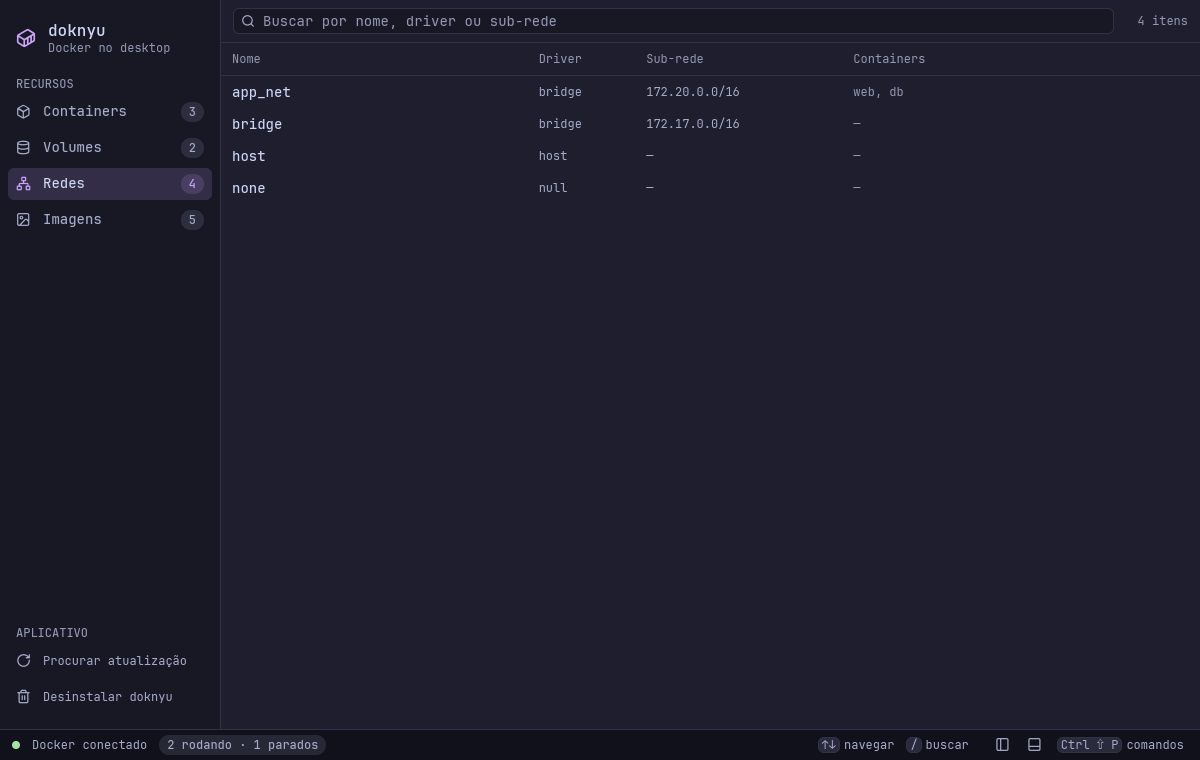 doknyu
Docker no desktop
RECURSOS
Containers 3
Volumes 2
Redes 4
Imagens 5
APLICATIVO
Procurar atualização
Desinstalar doknyu
Buscar por nome, driver ou sub-rede
4 itens
Nome Driver Sub-rede Containers
app_net bridge 172.20.0.0/16 web, db
bridge bridge 172.17.0.0/16 —
host host — —
none null — —
Docker conectado 2 rodando · 1 parados ↑↓ navegar / buscar Ctrl ⇧ P comandos